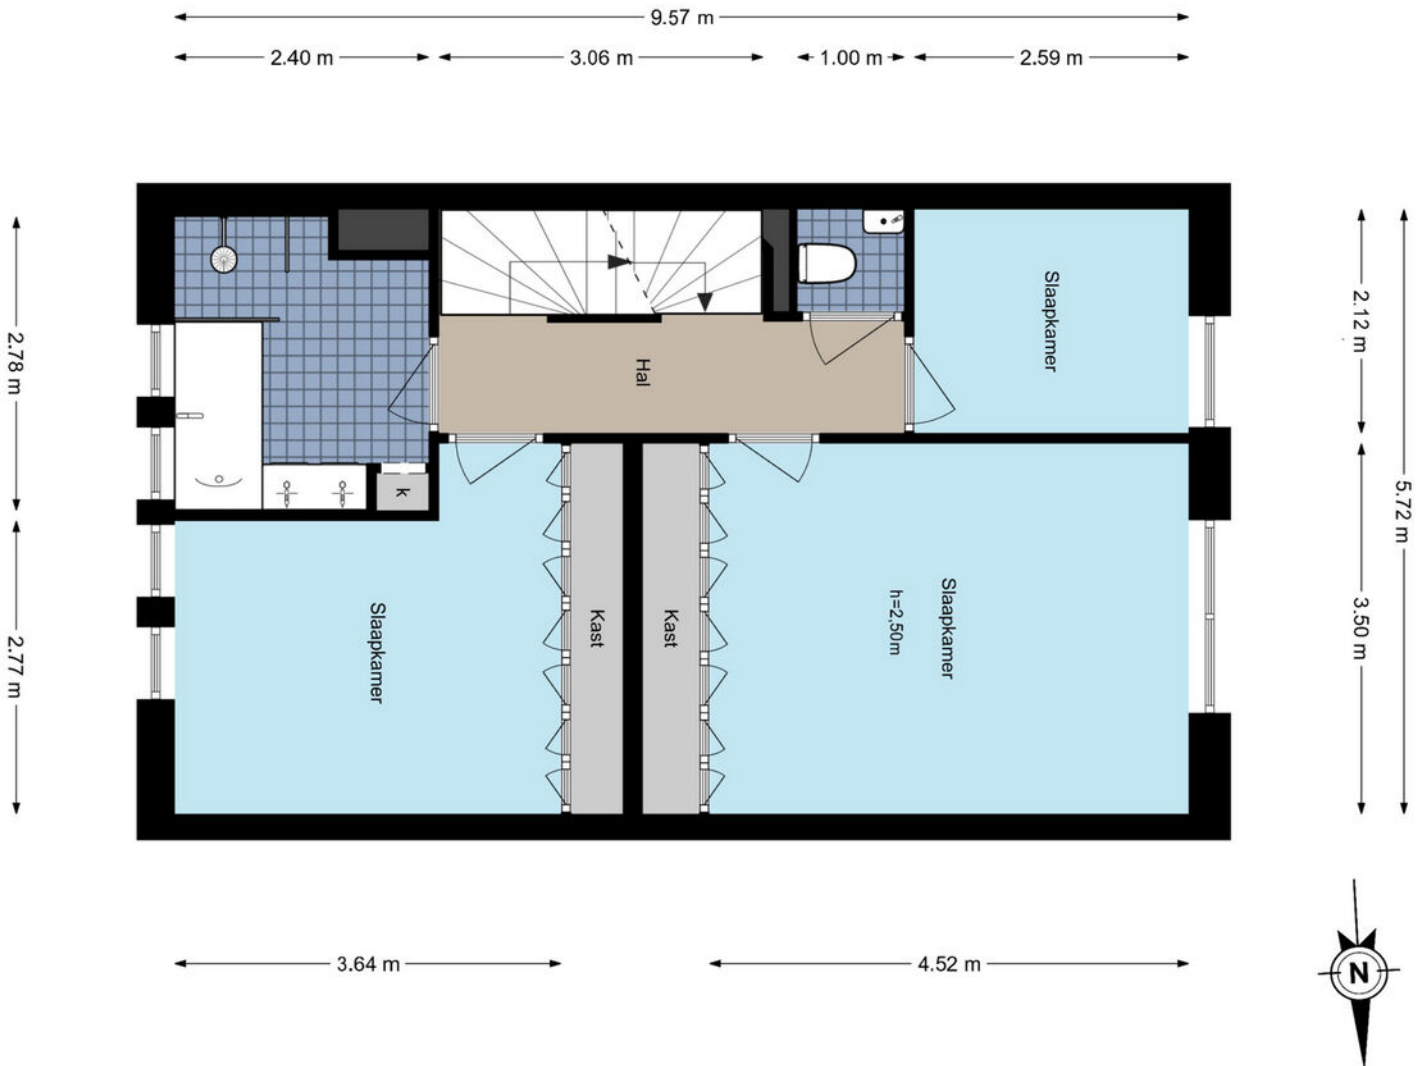 9.57 m
2.40 m
3.06 m
1.00 m
2.59 m
2.78 m
2.77 m
Slaapkamer
Hal
2.12 m
5.72 m
k
Slaapkamer
Kast
Kast
Slaapkamer
h=2,50m
3.50 m
3.64 m
4.52 m
N